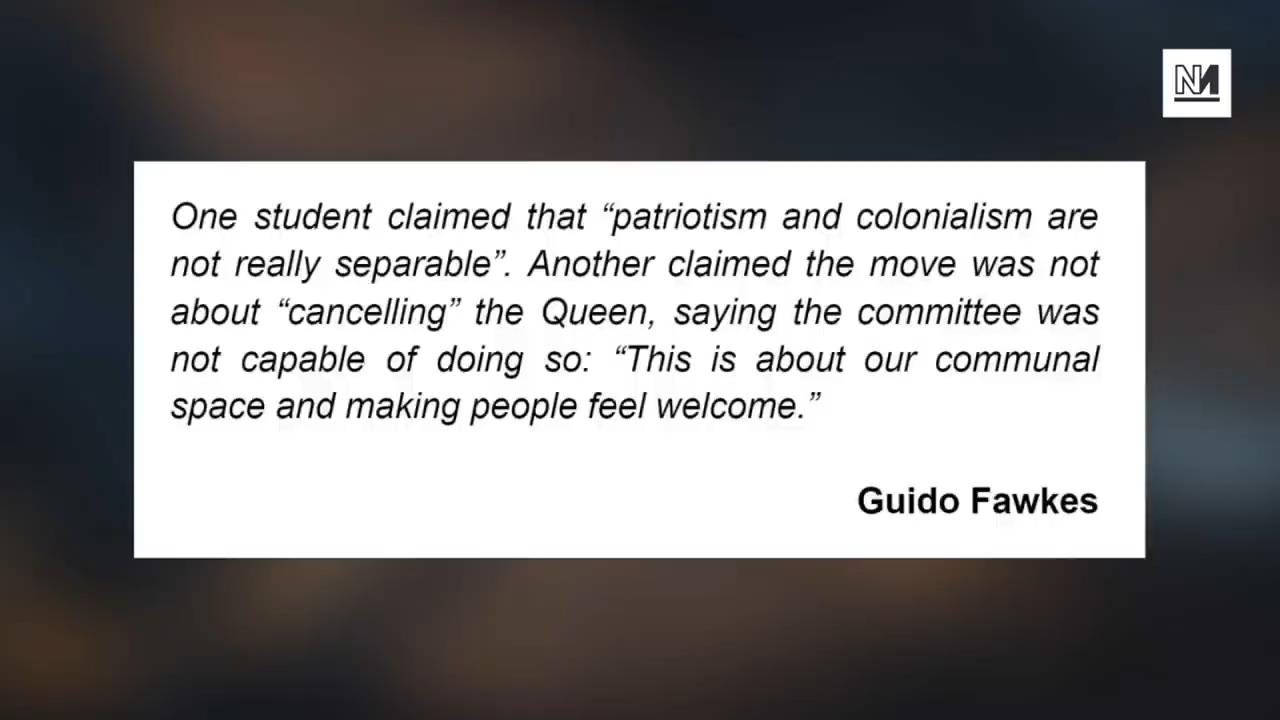 NM
One student claimed that “patriotism and colonialism are
not really separable”. Another claimed the move was not
about “cancelling” the Queen, saying the committee was
not capable of doing so: “This is about our communal
space and making people feel welcome.”
Guido Fawkes